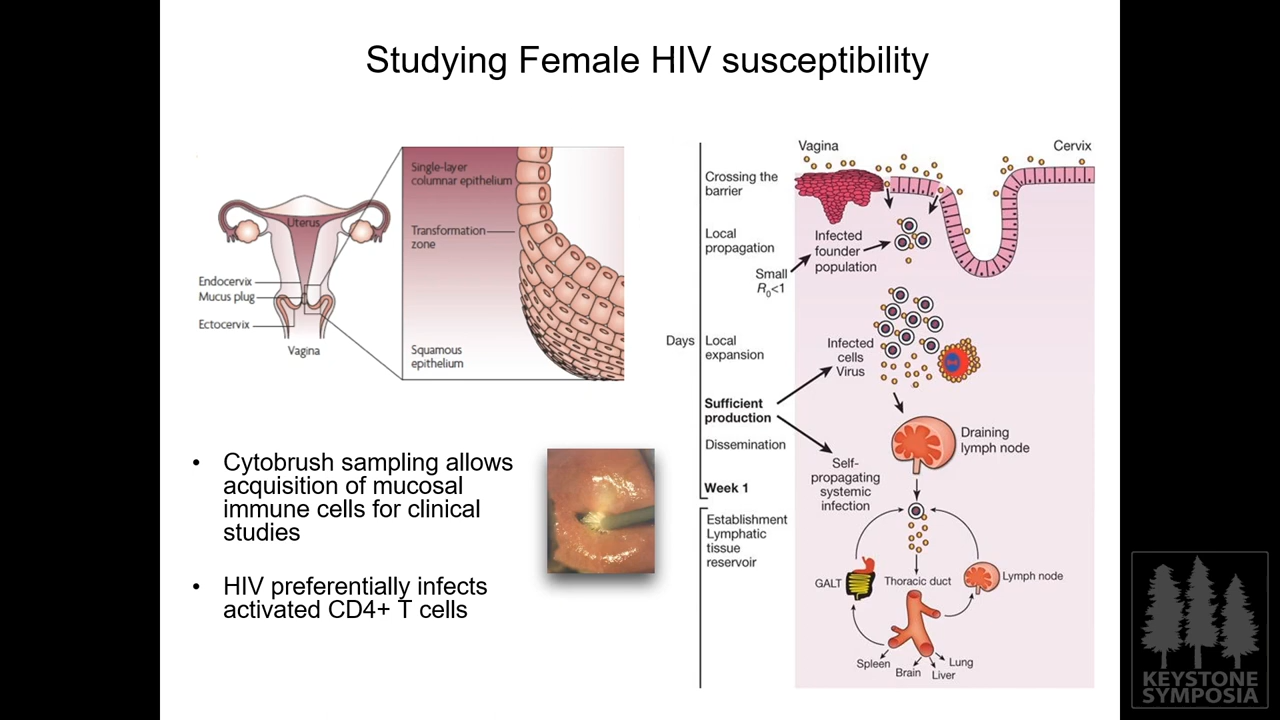 Studying Female HIV susceptibility
Single-layer
columnar epithelium
Uterus
Transformation
zone
Endocervix
Mucus plug
Ectocervix
Squamous
epithelium
Vagina
• Cytobrush sampling allows
acquisition of mucosal
immune cells for clinical
studies
• HIV preferentially infects
activated CD4+ T cells
Vagina
Cervix
Crossing the
barrier
Local
propagation
Infected
founder
population
Small
R0<1
Days
Local
expansion
Infected
cells
Virus
Sufficient
production
Dissemination
Draining
lymph node
Self-
propagating
systemic
infection
Week 1
Establishment
Lymphatic
tissue
reservoir
GALT
Thoracic duct
Lymph node
Spleen
Brain
Liver
Lung
KEYSTONE
SYMPOSIA